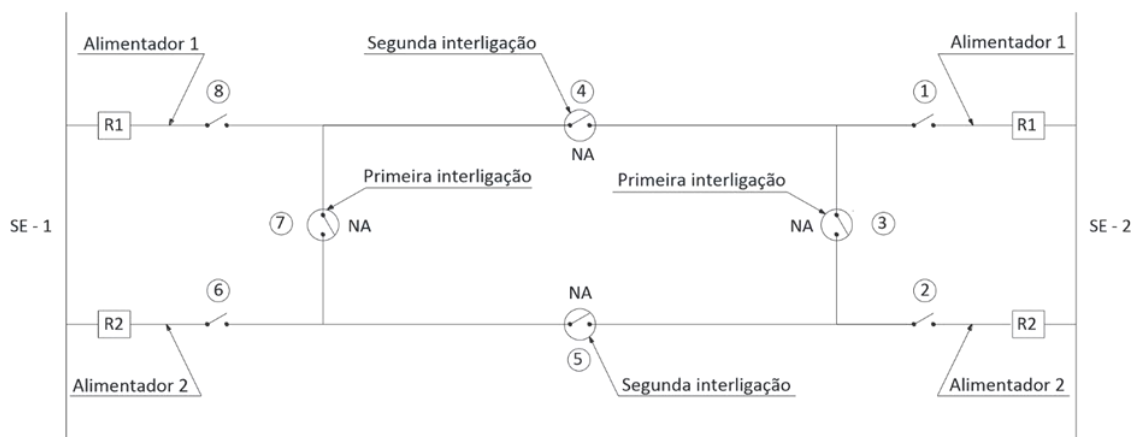 Alimentador 1
Segunda interligação
Alimentador 1
8
4
1
R1
R1
NA
Primeira interligação
Primeira interligação
SE - 1
7
NA
NA
3
SE - 2
6
NA
2
R2
R2
5
Alimentador 2
Segunda interligação
Alimentador 2